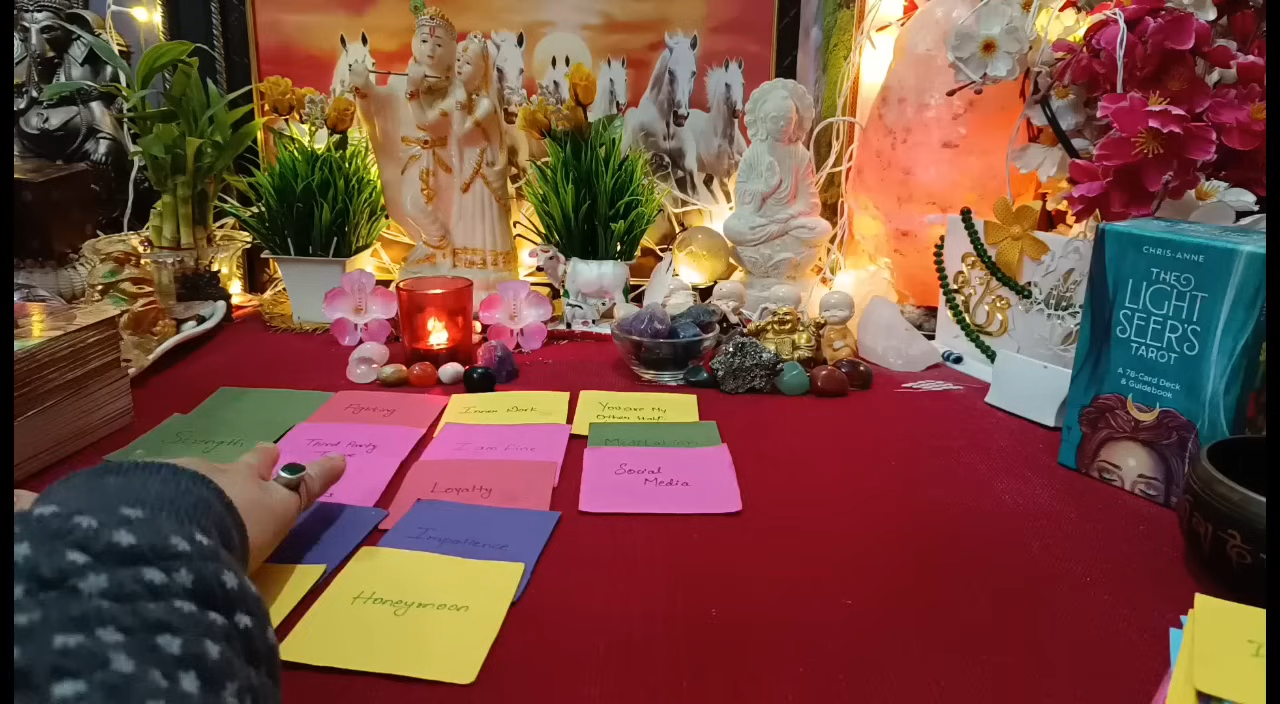 Strength
Fighting
Third Party
Inner Work
I am Fine
Loyalty
Impatience
Honeymoon
You are My
Other Half
Meditation
Social
Media
CHRIS-ANNE
THE
LIGHT
SEER'S
TAROT
A 78-Card Deck
& Guidebook